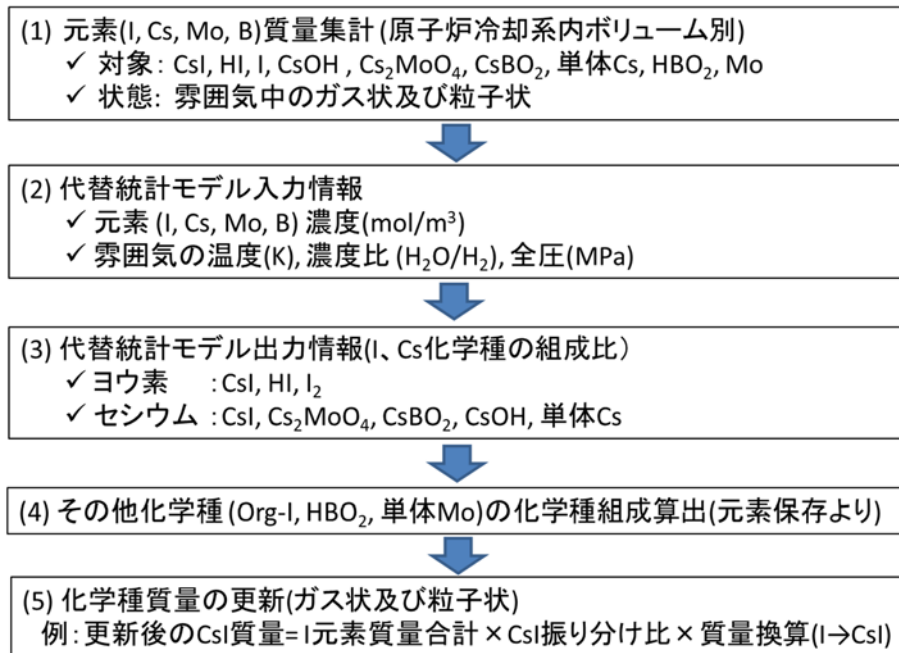 (1) 元素(I, Cs, Mo, B)質量集計(原子炉冷却系内ボリューム別)
✓ 対象: CsI, HI, I, CsOH , Cs₂MoO₄, CsBO₂, 単体Cs, HBO₂, Mo
✓ 状態: 雰囲気中のガス状及び粒子状
(2) 代替統計モデル入力情報
✓ 元素 (I, Cs, Mo, B) 濃度(mol/m³)
✓ 雰囲気の温度(K), 濃度比 (H₂O/H₂), 全圧(MPa)
(3) 代替統計モデル出力情報(I、Cs化学種の組成比)
✓ ヨウ素 :CsI, HI, I₂
✓ セシウム :CsI, Cs₂MoO₄, CsBO₂, CsOH, 単体Cs
(4) その他化学種(Org-I, HBO₂, 単体Mo)の化学種組成算出(元素保存より)
(5) 化学種質量の更新(ガス状及び粒子状)
例:更新後のCsI質量=I元素質量合計×CsI振り分け比×質量換算(I→CsI)